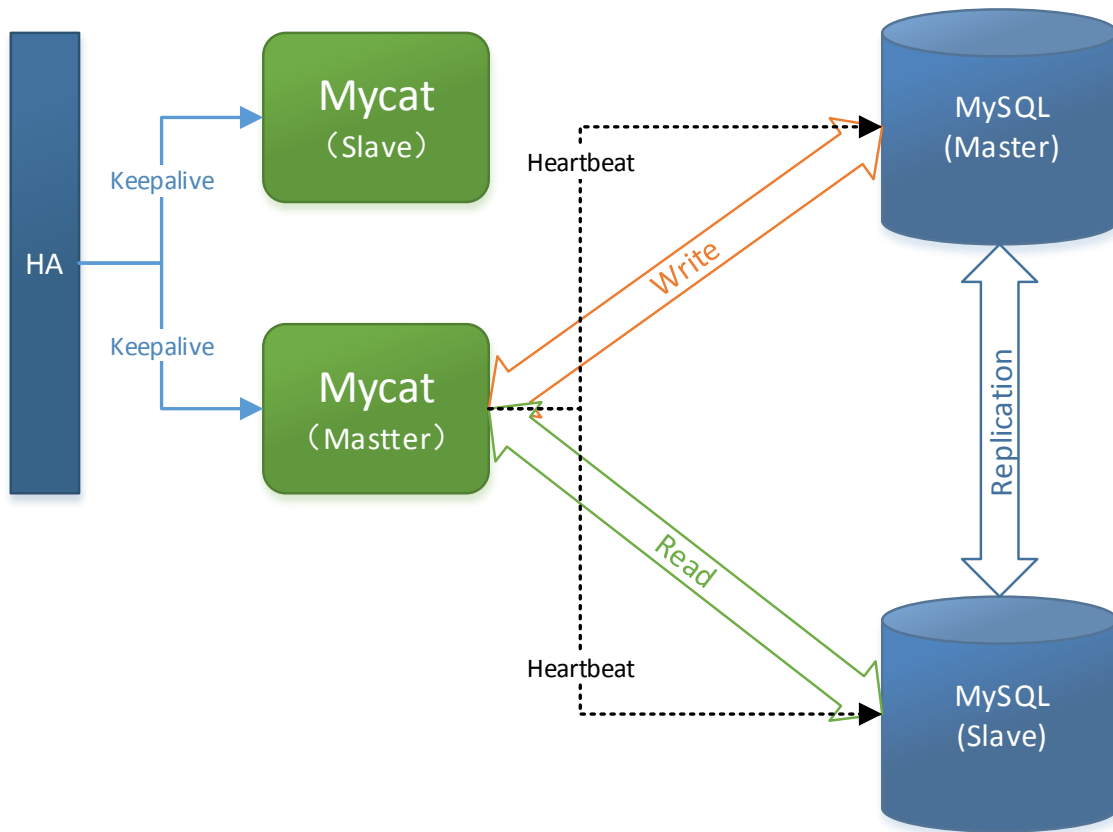 Mycat
（Slave）
MySQL
(Master)
Heartbeat
Keepalive
HA
Write
Keepalive
Mycat
（Mastter）
Replication
Read
Heartbeat
MySQL
(Slave)